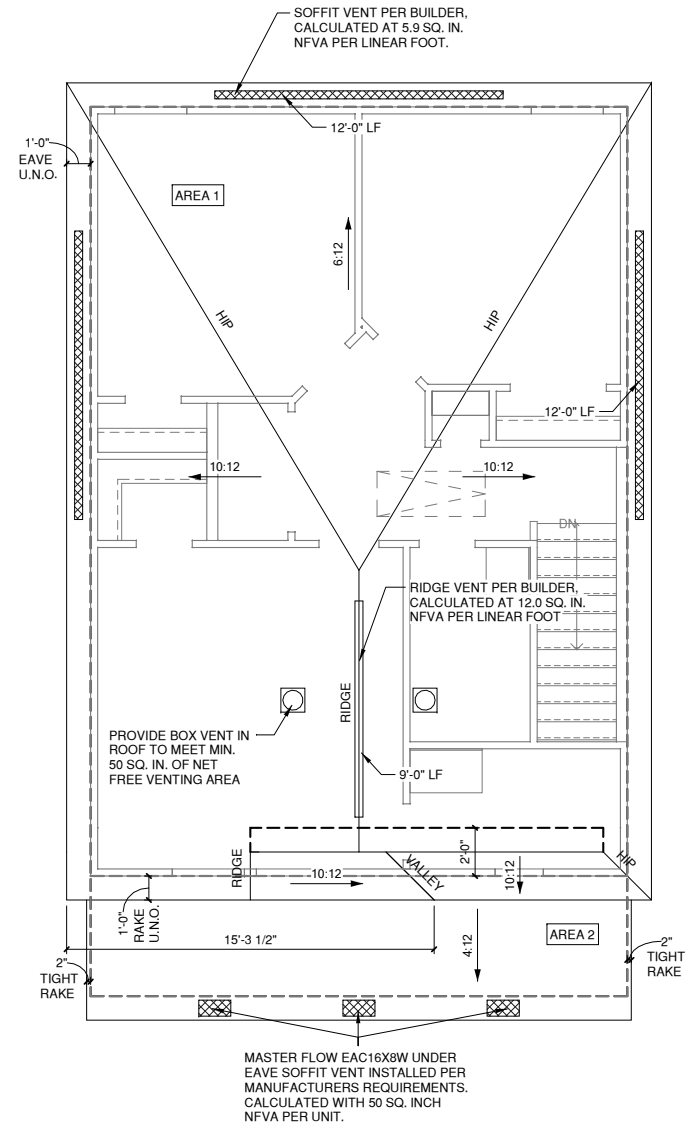 SOFFIT VENT PER BUILDER,
CALCULATED AT 5.9 SQ. IN.
NFVA PER LINEAR FOOT.
12'-0" LF
1'-0"
EAVE
U.N.O.
AREA 1
6:12
HIP
HIP
12'-0" LF
10:12
10:12
DN
RIDGE VENT PER BUILDER,
CALCULATED AT 12.0 SQ. IN.
NFVA PER LINEAR FOOT
RIDGE
PROVIDE BOX VENT IN
ROOF TO MEET MIN.
50 SQ. IN. OF NET
FREE VENTING AREA
9'-0" LF
RIDGE
10:12
VALLEY
2'-0"
10:12
HIP
1'-0"
RAKE
U.N.O.
15'-3 1/2"
4:12
AREA 2
2"
TIGHT
RAKE
2"
TIGHT
RAKE
MASTER FLOW EAC16X8W UNDER
EAVE SOFFIT VENT INSTALLED PER
MANUFACTURERS REQUIREMENTS.
CALCULATED WITH 50 SQ. INCH
NFVA PER UNIT.